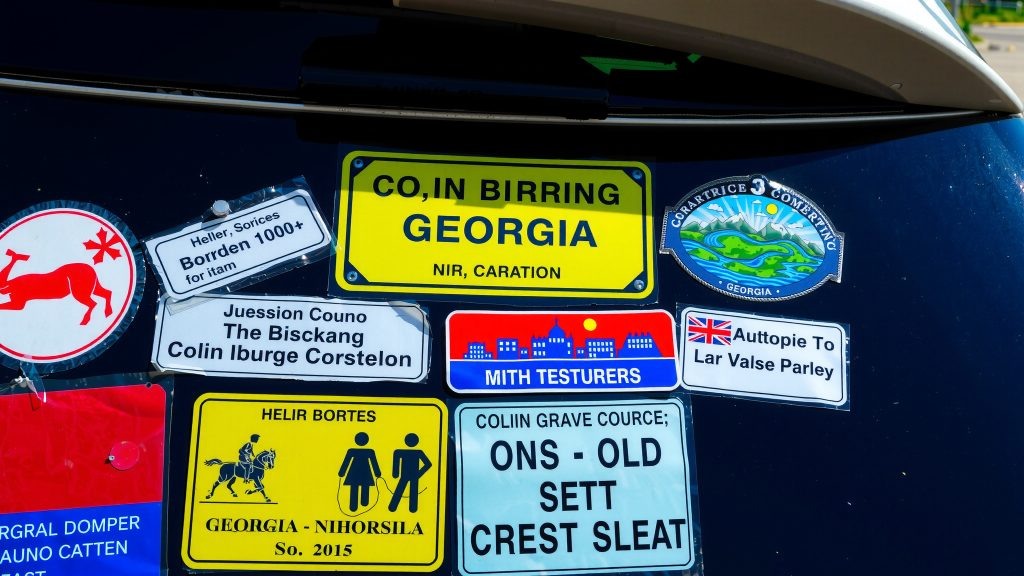 Heller, Sorices
Borrden 1000+
for itam
CO,IN BIRRING
GEORGIA
NIR, CARATION
CORARTRICE 3 COMERTINO
GEORGIA
Juession Couno
The Bisckang
Colin Iburge Corstelon
MITH TESTURERS
Auttopie To
Lar Valse Parley
HELIR BORTES
GEORGIA - NIHORSILA
So. 2015
COLIIN GRAVE COURCE;
ONS - OLD
SETT
CREST SLEAT
RGRAL DOMPER
AUNO CATTEN